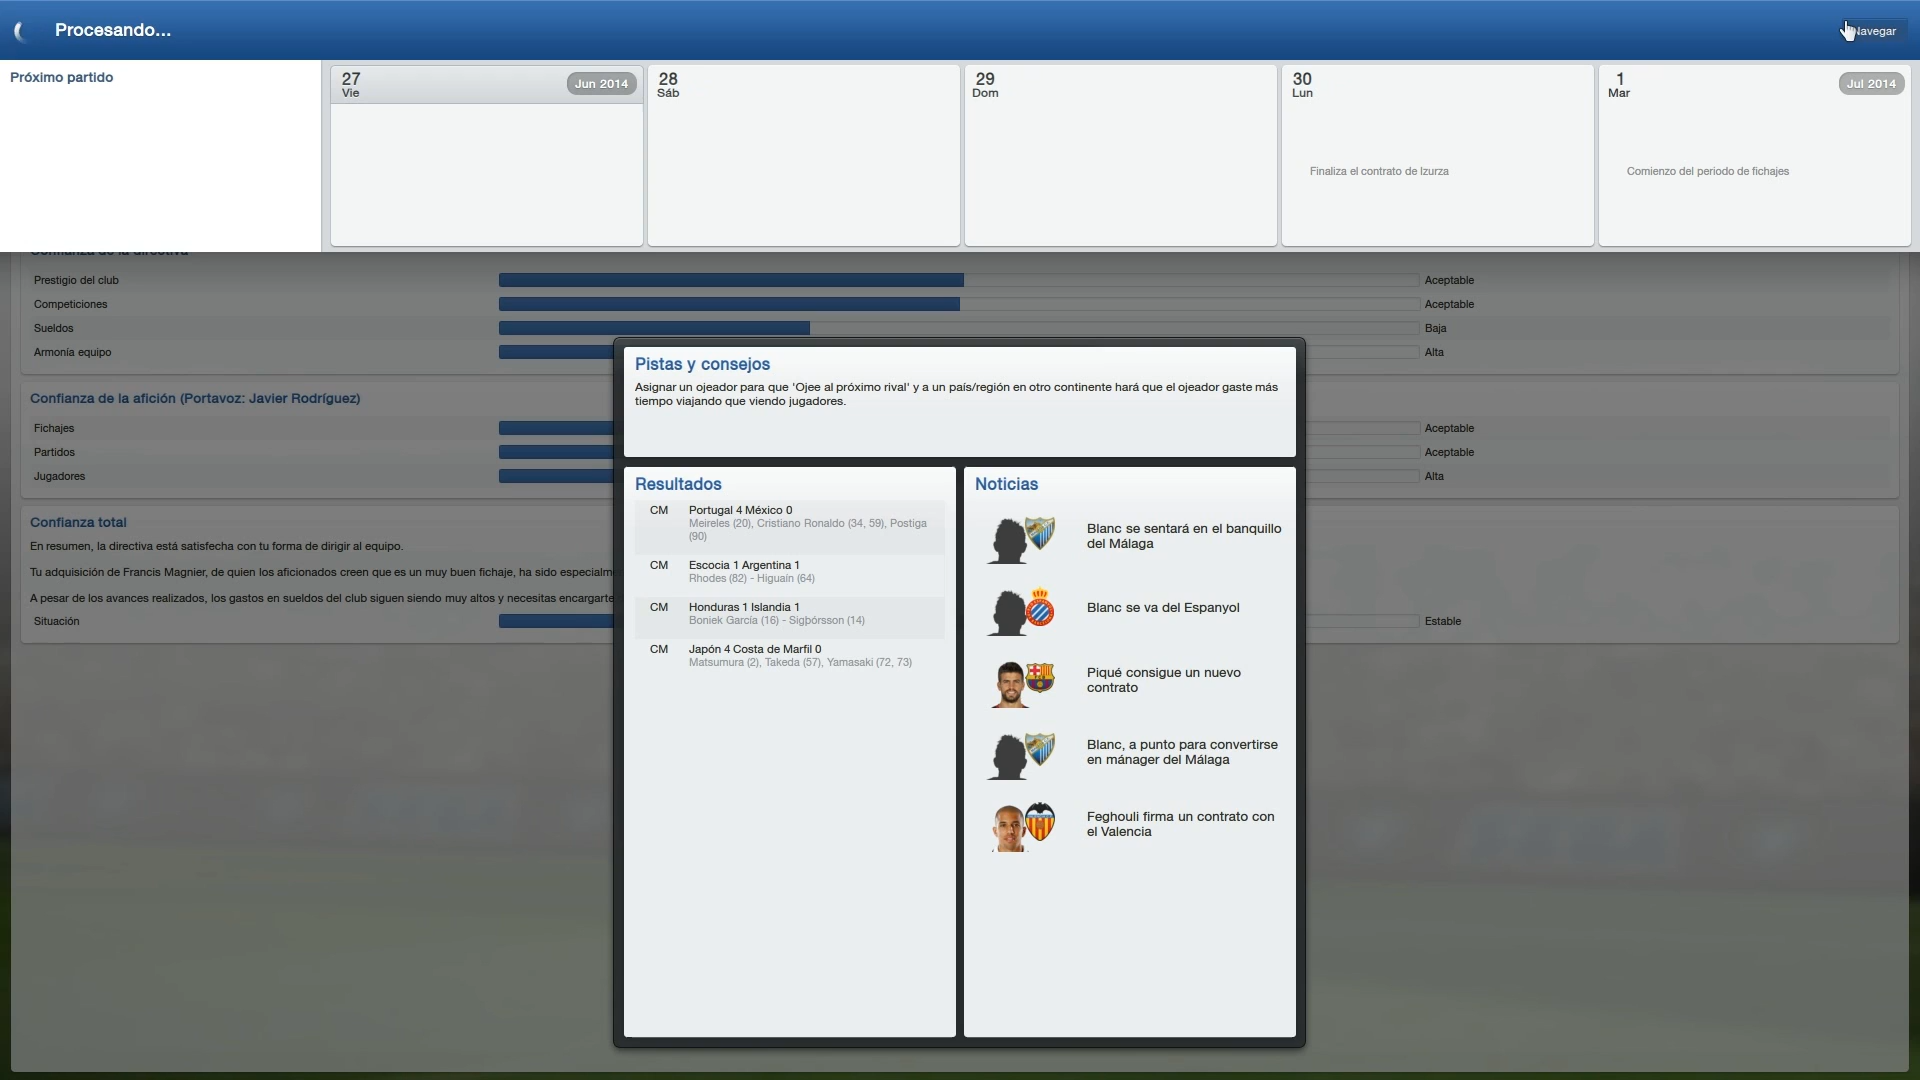 Procesando...
Navegar
Próximo partido
27
Vie
Jun 2014
28
Sáb
29
Dom
30
Lun
1
Mar
Jul 2014
Finaliza el contrato de Izurza
Comienzo del periodo de fichajes
Confianza de la directiva
Prestigio del club
Aceptable
Competiciones
Aceptable
Sueldos
Baja
Armonía equipo
Alta
Confianza de la afición (Portavoz: Javier Rodríguez)
Fichajes
Aceptable
Partidos
Aceptable
Jugadores
Alta
Confianza total
En resumen, la directiva está satisfecha con tu forma de dirigir al equipo.
Tu adquisición de Francis Magnier, de quien los aficionados creen que es un muy buen fichaje, ha sido
A pesar de los avances realizados, los gastos en sueldos del club siguen siendo muy altos y necesitas encargarte
Situación
Estable
Pistas y consejos
Asignar un ojeador para que 'Ojee al próximo rival' y a un país/región en otro continente hará que el ojeador gaste más
tiempo viajando que viendo jugadores.
Resultados
CM Portugal 4 México 0
Meireles (20), Cristiano Ronaldo (34, 59), Postiga
(90)
CM Escocia 1 Argentina 1
Rhodes (82) - Higuaín (64)
CM Honduras 1 Islandia 1
Boniek García (16) - Sigþórsson (14)
CM Japón 4 Costa de Marfil 0
Matsumura (2), Takeda (57), Yamasaki (72, 73)
Noticias
Blanc se sentará en el banquillo
del Málaga
Blanc se va del Espanyol
Piqué consigue un nuevo
contrato
Blanc, a punto para convertirse
en mánager del Málaga
Feghouli firma un contrato con
el Valencia